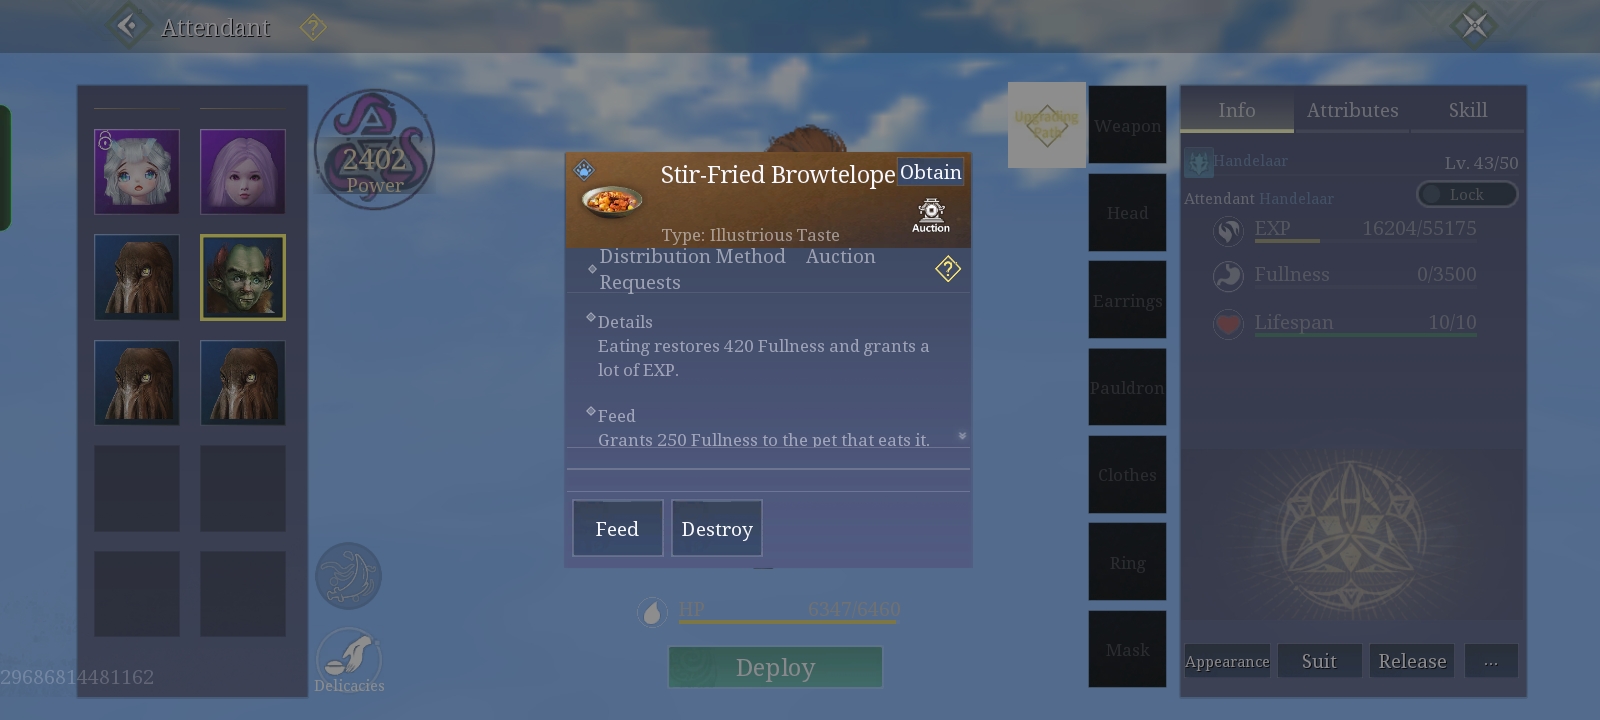 Attendant
?
2402
Power
29686814481162
Delicacies
Stir-Fried Browtelope
Obtain
Type: Illustrious Taste
Auction
Distribution Method Auction
Requests
?
Details
Eating restores 420 Fullness and grants a
lot of EXP.
Feed
Grants 250 Fullness to the pet that eats it.
Feed
Destroy
HP 6347/6460
Deploy
Upgrading
Path
Weapon
Head
Earrings
Pauldron
Clothes
Ring
Mask
Info
Attributes
Skill
Handelaar
Lv. 43/50
Attendant Handelaar
Lock
EXP 16204/55175
Fullness 0/3500
Lifespan 10/10
Appearance
Suit
Release
...